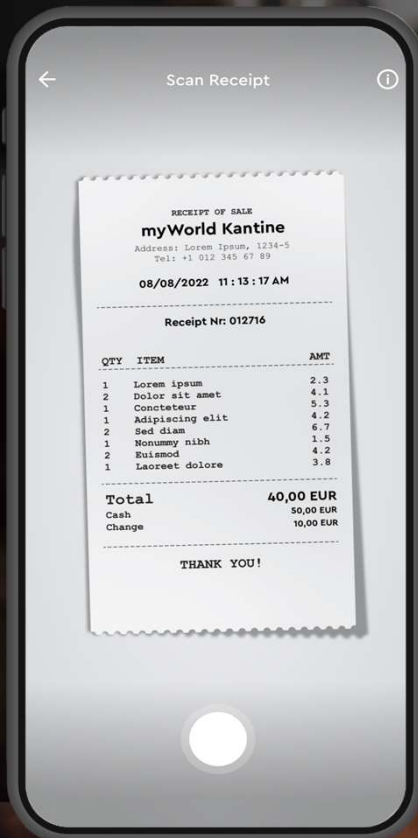 Scan Receipt
RECEIPT OF SALE
myWorld Kantine
Address: Lorem Ipsum, 1234-5
Tel: +1 012 345 67 89
08/08/2022 11:13:17 AM
Receipt Nr: 012716
QTY ITEM AMT
1 Lorem ipsum 2.3
2 Dolor sit amet 4.1
1 Concteteur 5.3
1 Adipiscing elit 4.2
2 Sed diam 6.7
1 Nonummy nibh 1.5
2 Euismod 4.2
1 Laoreet dolore 3.8
Total 40,00 EUR
Cash 50,00 EUR
Change 10,00 EUR
THANK YOU!